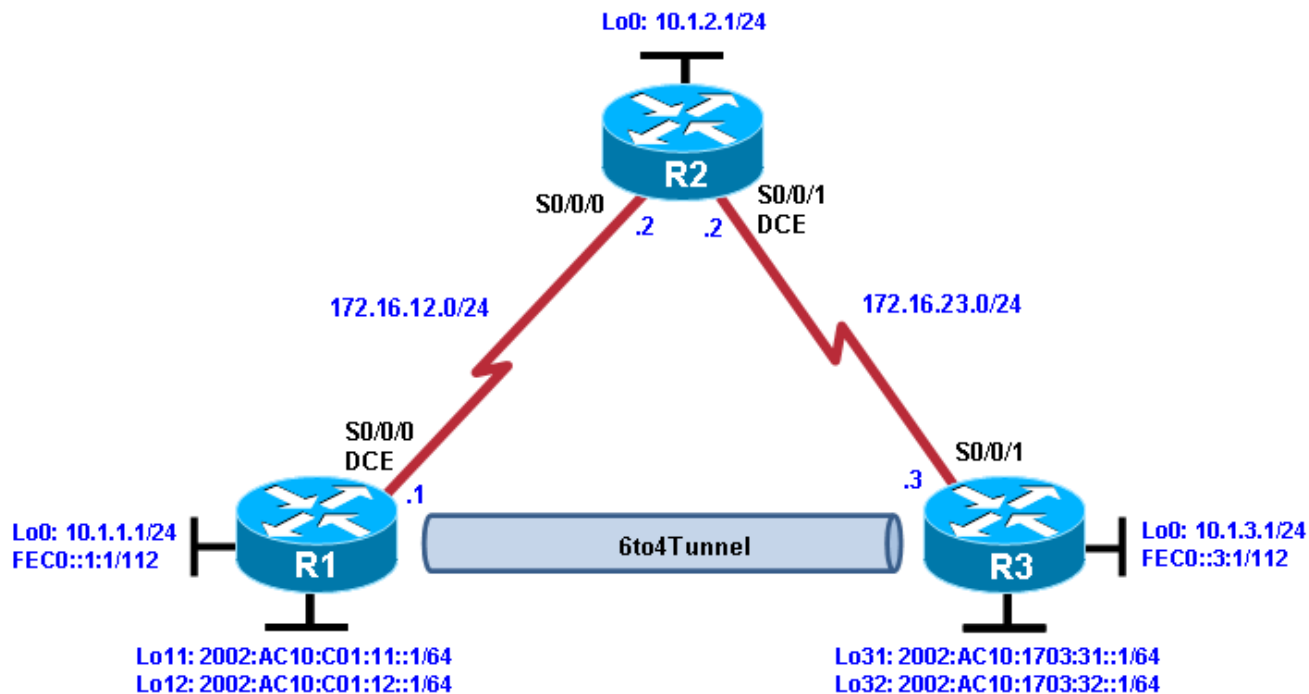 Lo0: 10.1.2.1/24
R2
S0/0/0
S0/0/1
DCE
.2
.2
172.16.12.0/24
172.16.23.0/24
S0/0/0
DCE
S0/0/1
.1
.3
Lo0: 10.1.1.1/24
FEC0::1:1/112
R1
6to4Tunnel
R3
Lo0: 10.1.3.1/24
FEC0::3:1/112
Lo11: 2002:AC10:C01:11::1/64
Lo12: 2002:AC10:C01:12::1/64
Lo31: 2002:AC10:1703:31::1/64
Lo32: 2002:AC10:1703:32::1/64